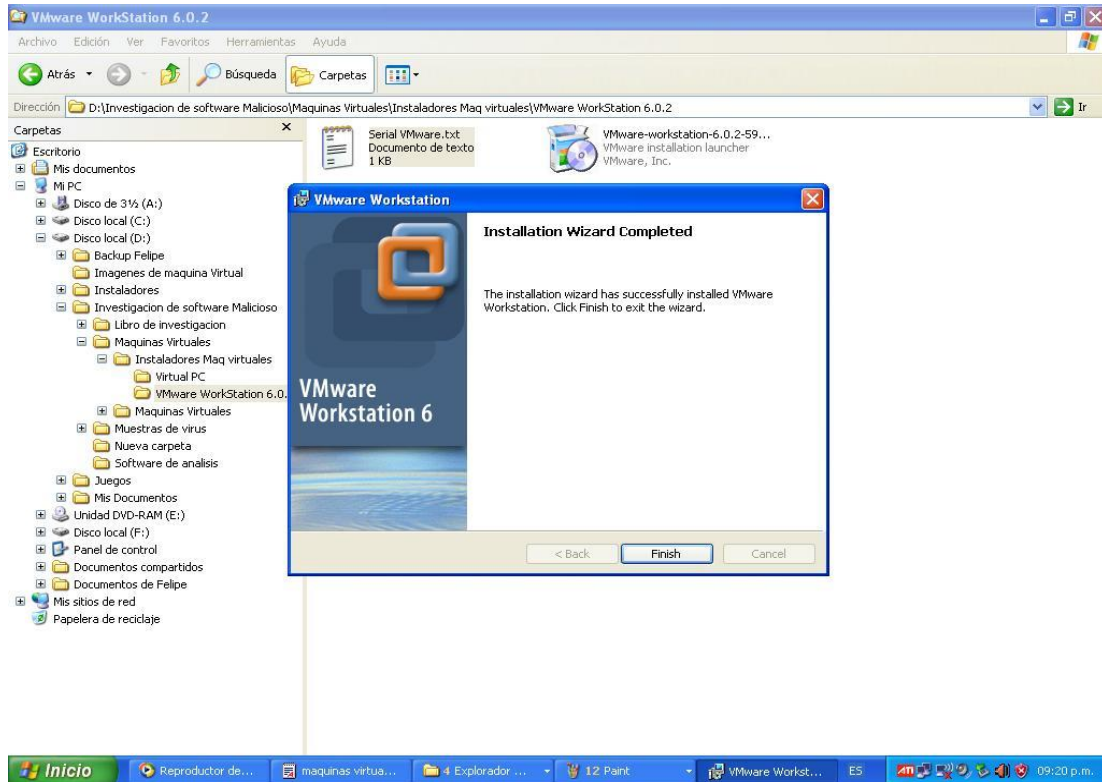 VMware WorkStation 6.0.2
Archivo Edición Ver Favoritos Herramientas Ayuda
Atrás Búsqueda Carpetas
Dirección D:\Investigacion de software Malicioso\Maquinas Virtuales\Instaladores Maq virtuales\VMware WorkStation 6.0.2 Ir
Carpetas
Escritorio
Mis documentos
Mi PC
Disco de 3½ (A:)
Disco local (C:)
Disco local (D:)
Backup Felipe
Imagenes de maquina Virtual
Instaladores
Investigacion de software Malicioso
Libro de investigacion
Maquinas Virtuales
Instaladores Maq virtuales
Virtual PC
VMware WorkStation 6.0.
Maquinas Virtuales
Muestras de virus
Nueva carpeta
Software de analisis
Juegos
Mis Documentos
Unidad DVD-RAM (E:)
Disco local (F:)
Panel de control
Documentos compartidos
Documentos de Felipe
Mis sitios de red
Papelera de reciclaje
Serial VMware.txt
Documento de texto
1 KB
VMware-workstation-6.0.2-59...
VMware installation launcher
VMware, Inc.
VMware Workstation
Installation Wizard Completed
The installation wizard has successfully installed VMware
Workstation. Click Finish to exit the wizard.
VMware
Workstation 6
< Back Finish Cancel
Inicio Reproductor de... maquinas virtua... 4 Explorador ... 12 Paint VMware Workst... ES ATI 09:20 p.m.